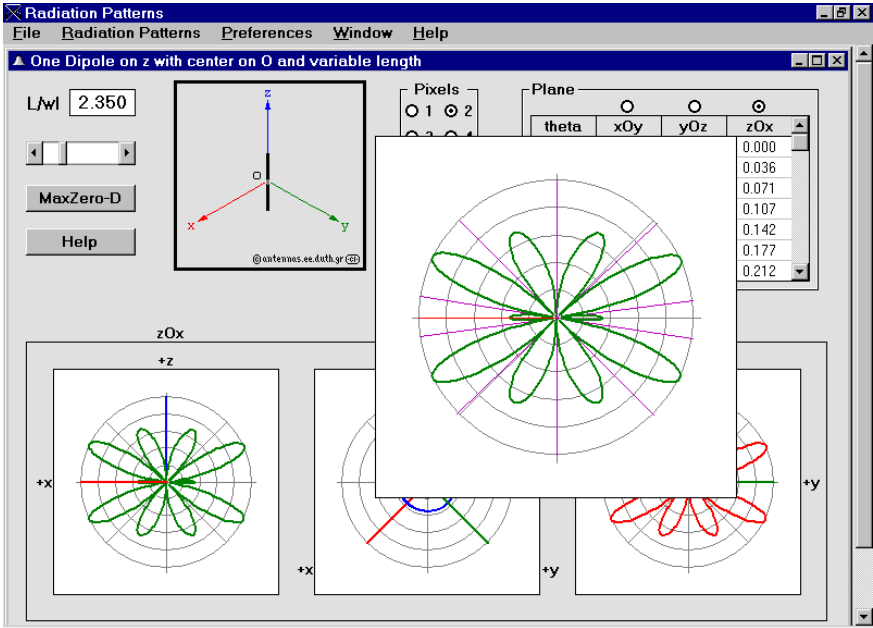 Radiation Patterns
File Radiation Patterns Preferences Window Help
One Dipole on z with center on O and variable length
L/wl 2.350
MaxZero-D
Help
z
O
x
y
©antennas.ee.duth.gr
Pixels
1 2
Plane
theta xOy yOz zOx
0.000
0.036
0.071
0.107
0.142
0.177
0.212
zOx
+z
+x
+x
+y
+y